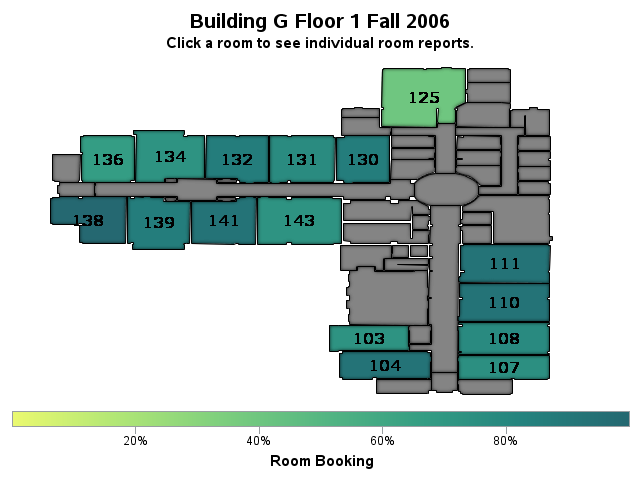 Building G Floor 1 Fall 2006
Click a room to see individual room reports.
125
136 134 132 131 130
138 139 141 143
111
110
103 108
104 107
20% 40% 60% 80%
Room Booking